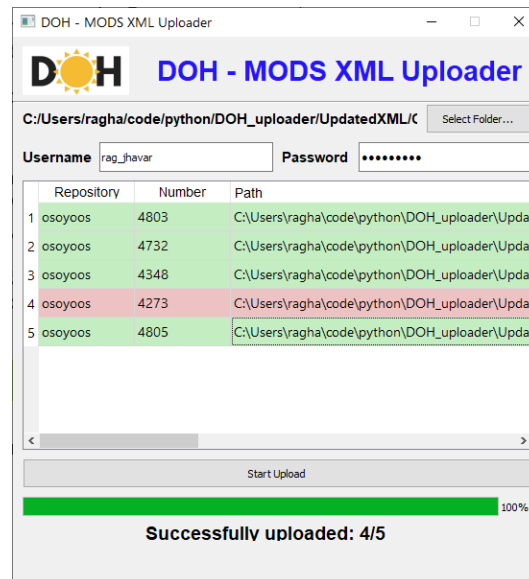 DOH - MODS XML Uploader
DOH DOH - MODS XML Uploader
C:/Users/ragha/code/python/DOH_uploader/UpdatedXML/ Select Folder...
Username rag_jhavar Password •••••••••
Repository Number Path
1 osoyoos 4803 C:\Users\ragha\code\python\DOH_uploader\Upda
2 osoyoos 4732 C:\Users\ragha\code\python\DOH_uploader\Upda
3 osoyoos 4348 C:\Users\ragha\code\python\DOH_uploader\Upda
4 osoyoos 4273 C:\Users\ragha\code\python\DOH_uploader\Upda
5 osoyoos 4805 C:\Users\ragha\code\python\DOH_uploader\Upda
Start Upload
100%
Successfully uploaded: 4/5